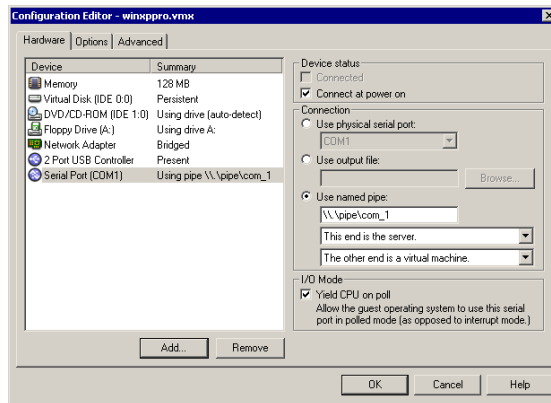 Configuration Editor - winxppro.vmx
Hardware Options Advanced
Device Summary
Memory 128 MB
Virtual Disk (IDE 0:0) Persistent
DVD/CD-ROM (IDE 1:0) Using drive (auto-detect)
Floppy Drive (A:) Using drive A:
Network Adapter Bridged
2 Port USB Controller Present
Serial Port (COM1) Using pipe \\.\pipe\com_1
Add... Remove
Device status
Connected
Connect at power on
Connection
Use physical serial port:
COM1
Use output file:
Browse...
Use named pipe:
\\.\pipe\com_1
This end is the server.
The other end is a virtual machine.
I/O Mode
Yield CPU on poll
Allow the guest operating system to use this serial
port in polled mode (as opposed to interrupt mode.)
OK Cancel Help